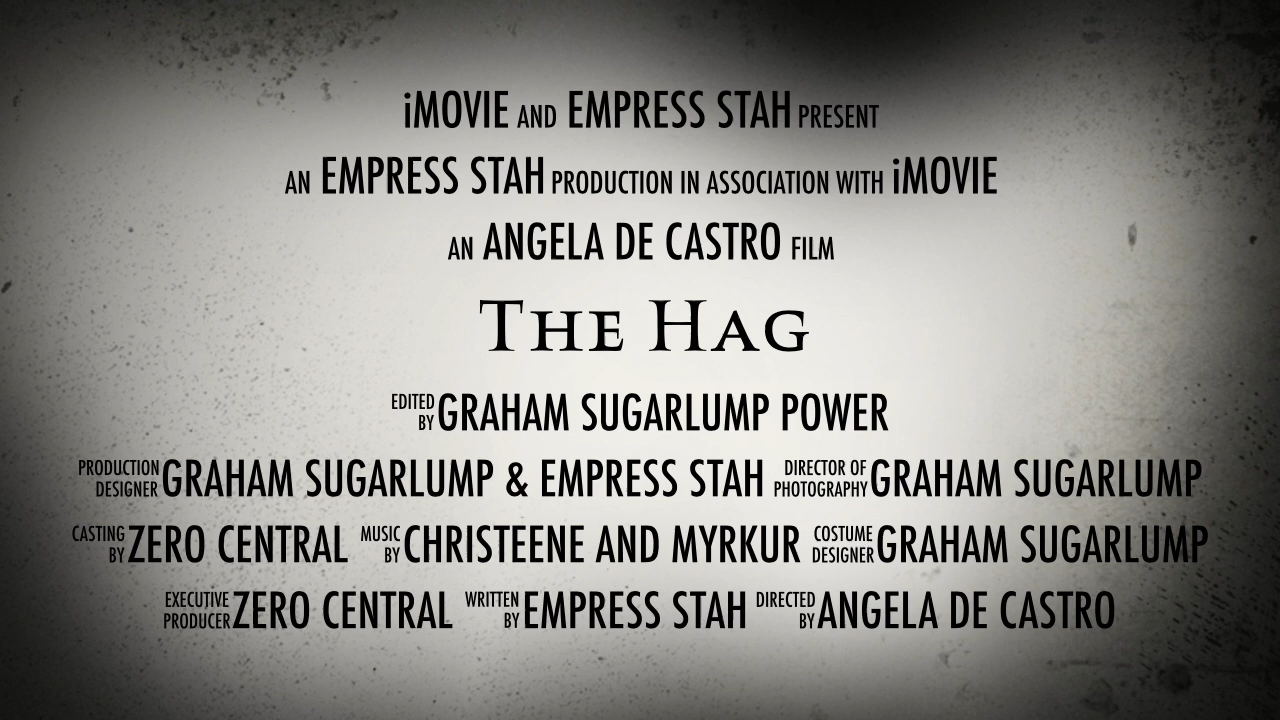 iMOVIE AND EMPRESS STAH PRESENT
AN EMPRESS STAH PRODUCTION IN ASSOCIATION WITH iMOVIE
AN ANGELA DE CASTRO FILM
THE HAG
EDITED BY GRAHAM SUGARLUMP POWER
PRODUCTION DESIGNER GRAHAM SUGARLUMP & EMPRESS STAH DIRECTOR OF PHOTOGRAPHY GRAHAM SUGARLUMP
CASTING BY ZERO CENTRAL MUSIC BY CHRISTEENE AND MYRKUR COSTUME DESIGNER GRAHAM SUGARLUMP
EXECUTIVE PRODUCER ZERO CENTRAL WRITTEN BY EMPRESS STAH DIRECTED BY ANGELA DE CASTRO